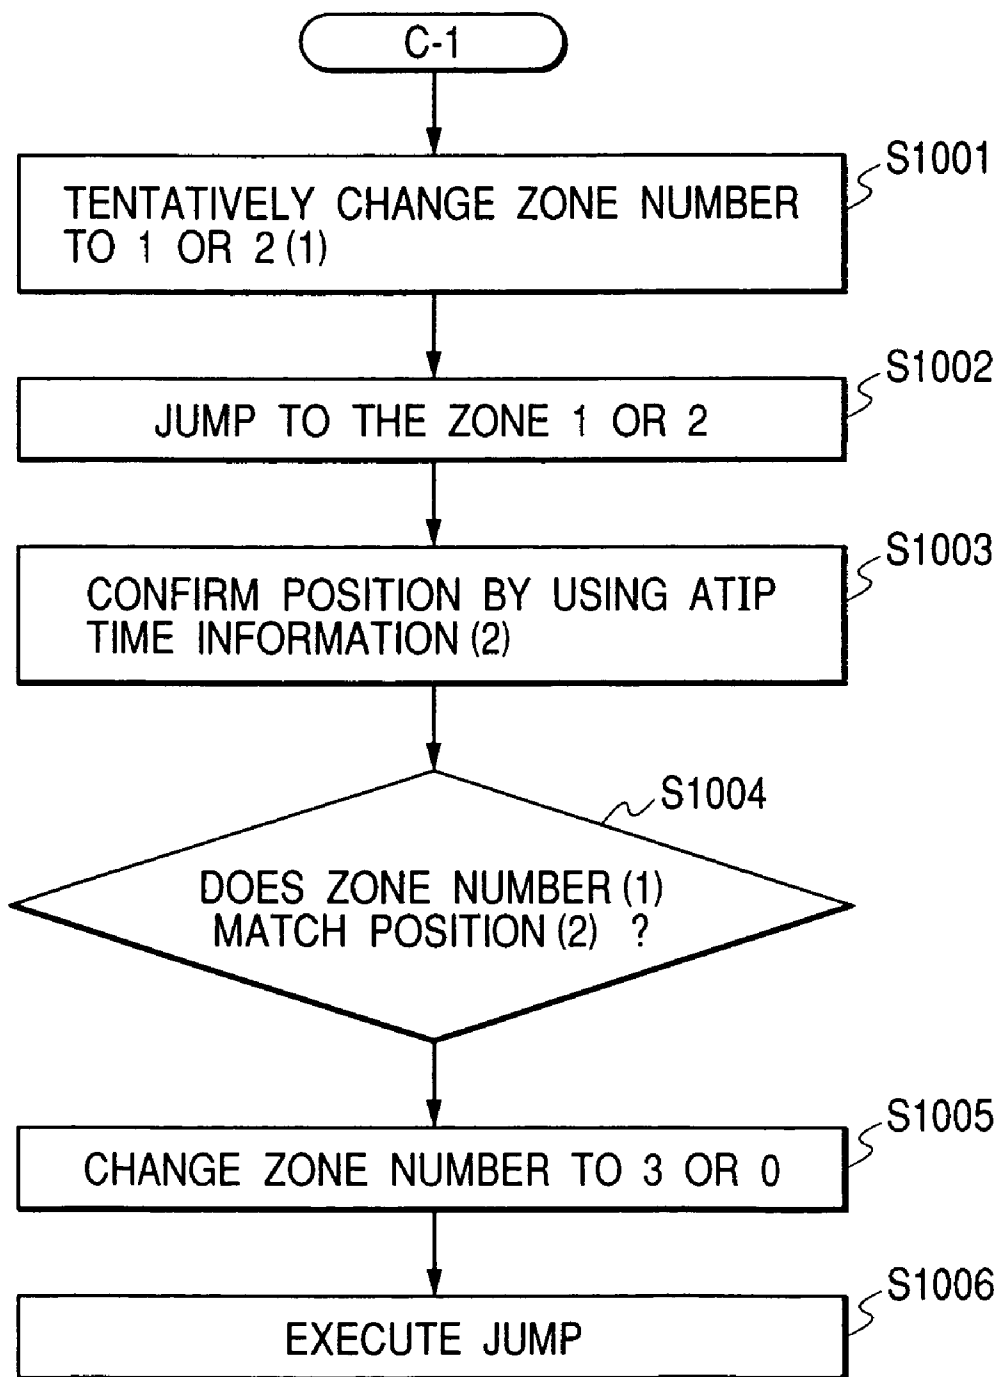 C-1
S1001
TENTATIVELY CHANGE ZONE NUMBER
TO 1 OR 2 (1)
S1002
JUMP TO THE ZONE 1 OR 2
S1003
CONFIRM POSITION BY USING ATIP
TIME INFORMATION (2)
S1004
DOES ZONE NUMBER (1)
MATCH POSITION (2) ?
S1005
CHANGE ZONE NUMBER TO 3 OR 0
S1006
EXECUTE JUMP